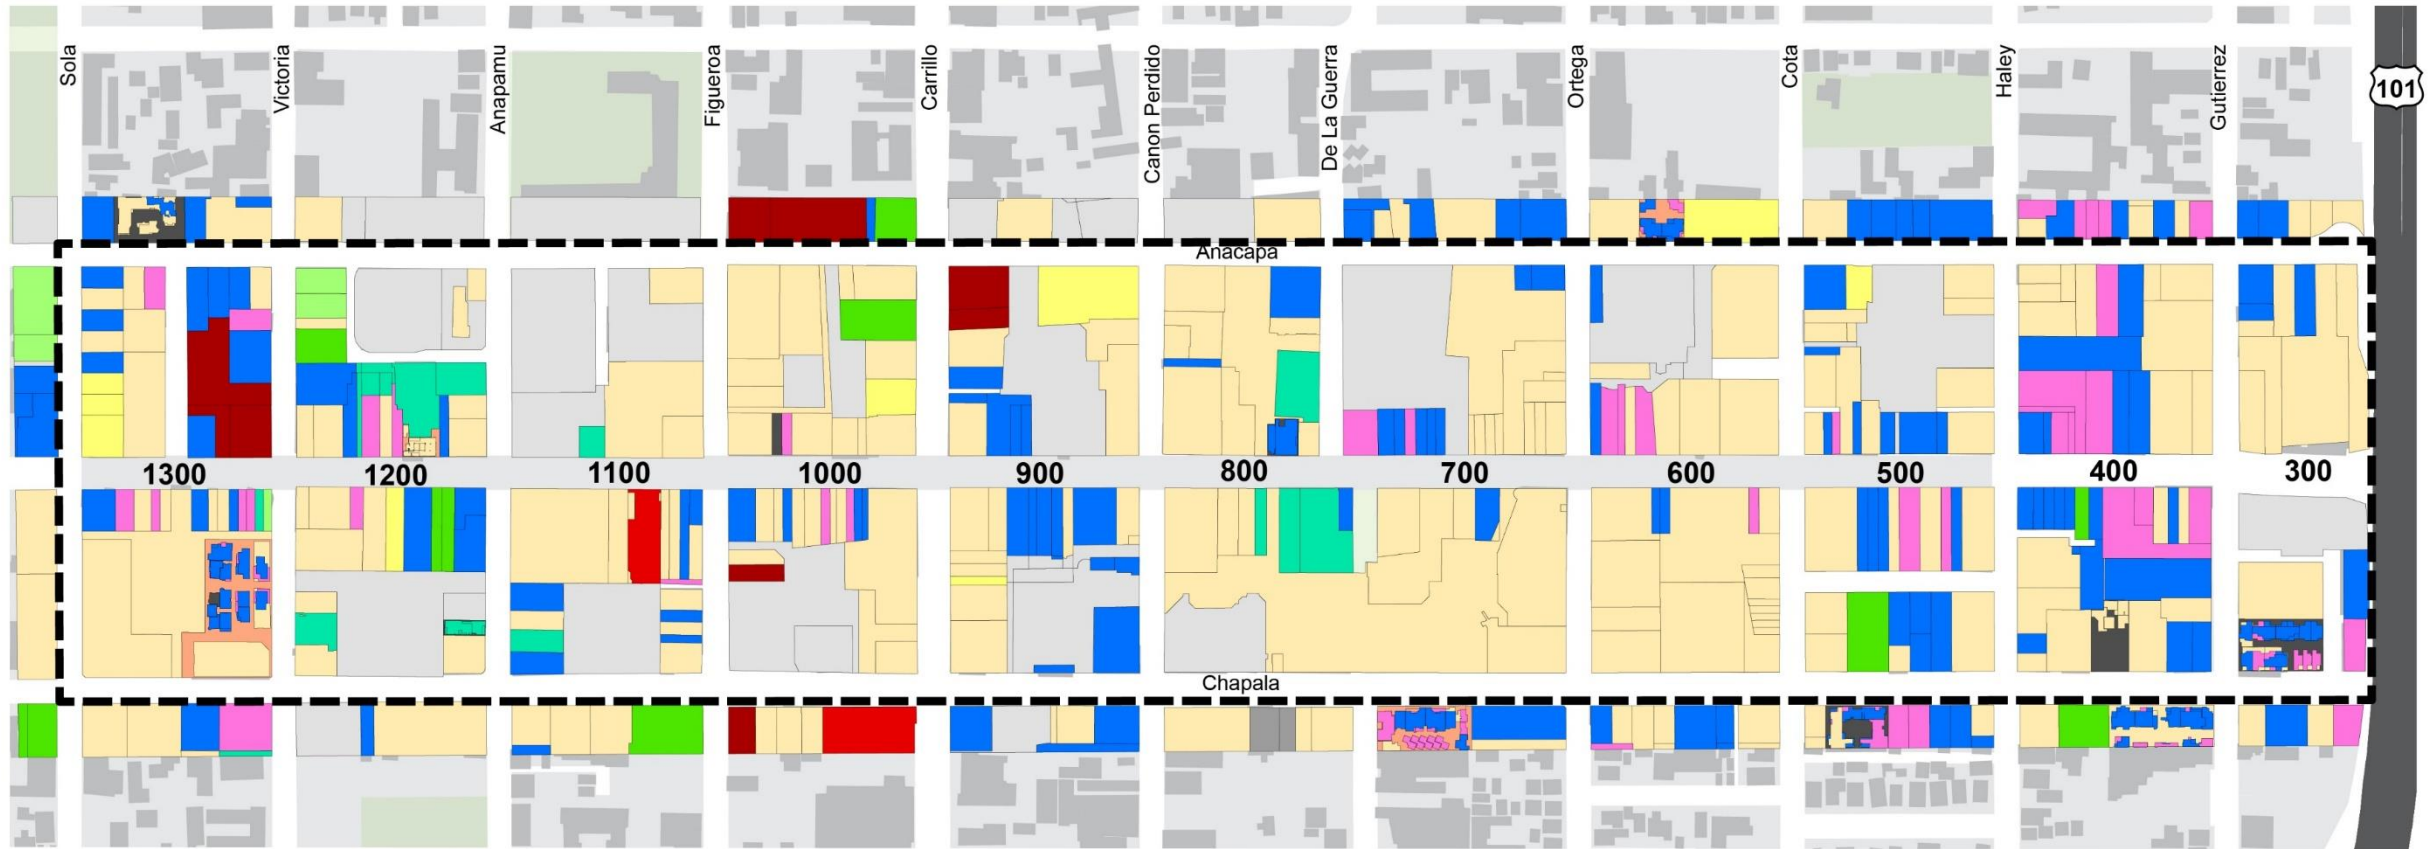 Sola
Victoria
Anapamu
Figueroa
Carrillo
Canon Perdido
De La Guerra
Ortega
Cota
Haley
Gutierrez
101
Anacapa
1300
1200
1100
1000
900
800
700
600
500
400
300
Chapala